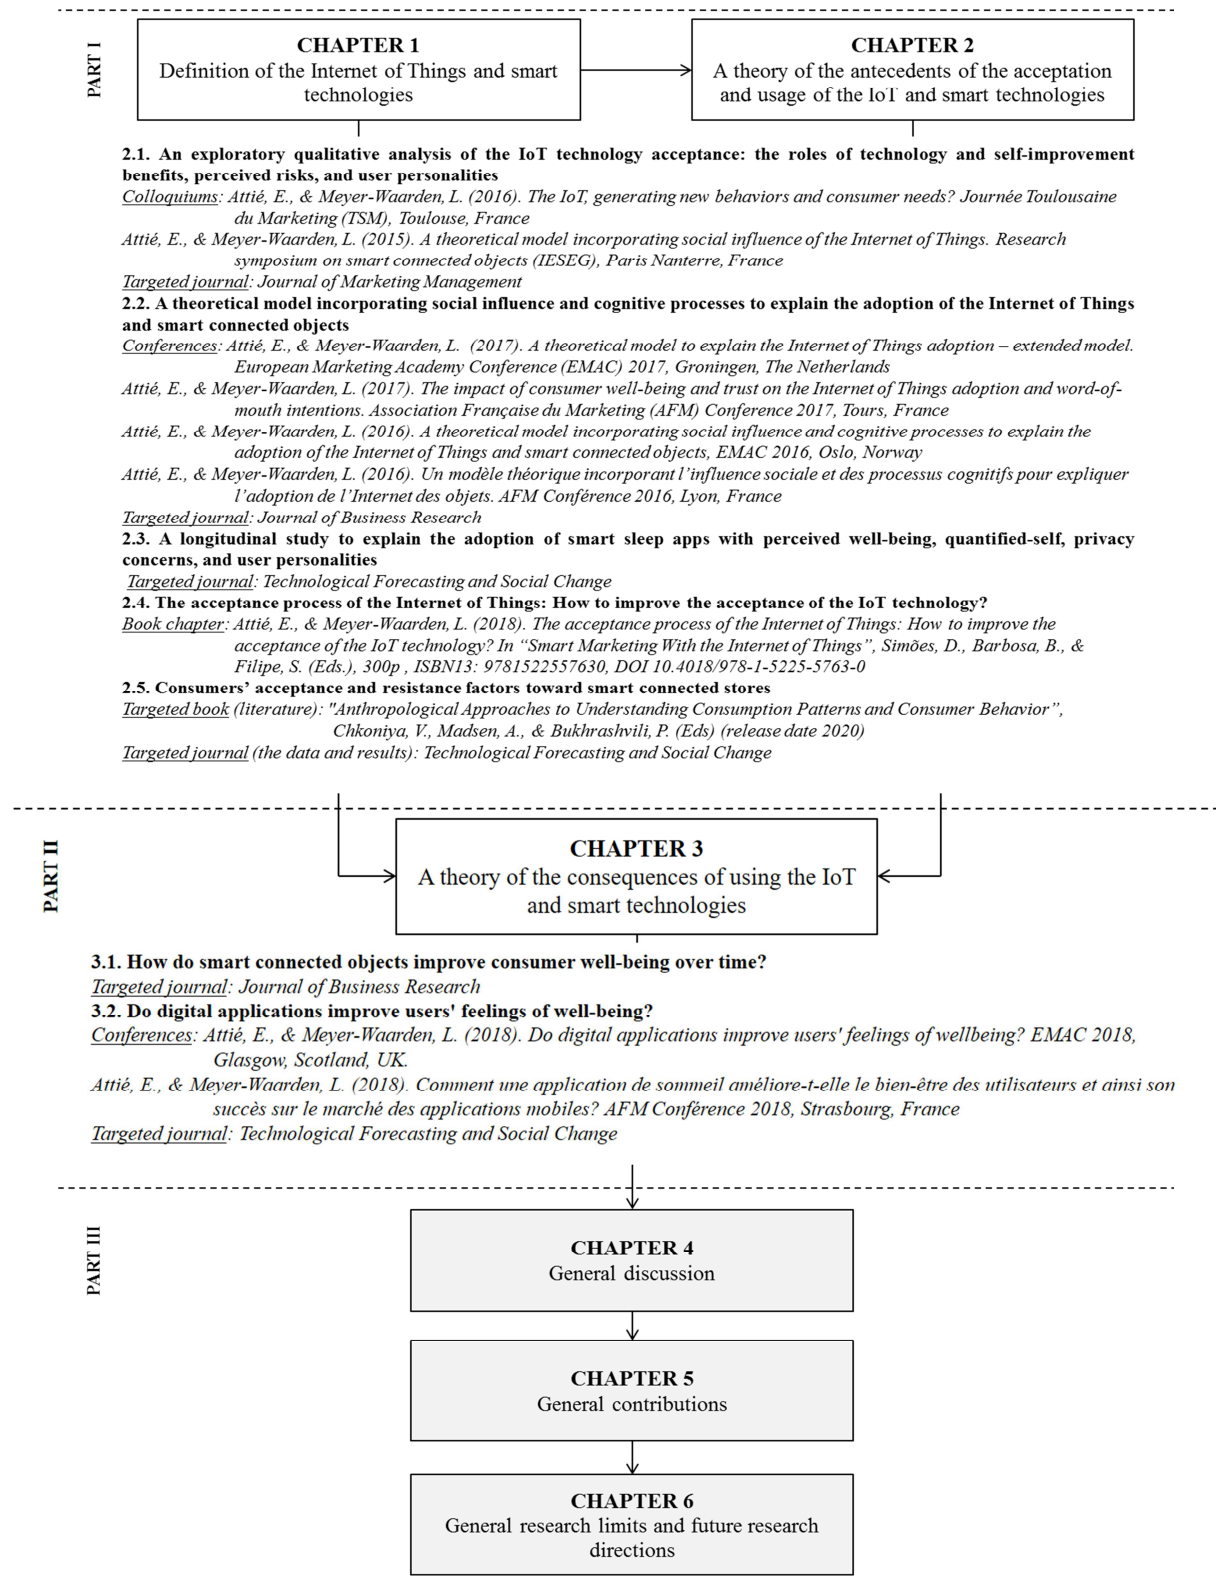 PART I
CHAPTER 1
Definition of the Internet of Things and smart
technologies
CHAPTER 2
A theory of the antecedents of the acceptation
and usage of the IoT and smart technologies
2.1. An exploratory qualitative analysis of the IoT technology acceptance: the roles of technology and self-improvement
benefits, perceived risks, and user personalities
Colloquiums: Attié, E., & Meyer-Waarden, L. (2016). The IoT, generating new behaviors and consumer needs? Journée Toulousaine
du Marketing (TSM), Toulouse, France
Attié, E., & Meyer-Waarden, L. (2015). A theoretical model incorporating social influence of the Internet of Things. Research
symposium on smart connected objects (IESEG), Paris Nanterre, France
Targeted journal: Journal of Marketing Management
2.2. A theoretical model incorporating social influence and cognitive processes to explain the adoption of the Internet of Things
and smart connected objects
Conferences: Attié, E., & Meyer-Waarden, L. (2017). A theoretical model to explain the Internet of Things adoption – extended model.
European Marketing Academy Conference (EMAC) 2017, Groningen, The Netherlands
Attié, E., & Meyer-Waarden, L. (2017). The impact of consumer well-being and trust on the Internet of Things adoption and word-of-
mouth intentions. Association Française du Marketing (AFM) Conference 2017, Tours, France
Attié, E., & Meyer-Waarden, L. (2016). A theoretical model incorporating social influence and cognitive processes to explain the
adoption of the Internet of Things and smart connected objects, EMAC 2016, Oslo, Norway
Attié, E., & Meyer-Waarden, L. (2016). Un modèle théorique incorporant l’influence sociale et des processus cognitifs pour expliquer
l’adoption de l’Internet des objets. AFM Conférence 2016, Lyon, France
Targeted journal: Journal of Business Research
2.3. A longitudinal study to explain the adoption of smart sleep apps with perceived well-being, quantified-self, privacy
concerns, and user personalities
Targeted journal: Technological Forecasting and Social Change
2.4. The acceptance process of the Internet of Things: How to improve the acceptance of the IoT technology?
Book chapter: Attié, E., & Meyer-Waarden, L. (2018). The acceptance process of the Internet of Things: How to improve the
acceptance of the IoT technology? In “Smart Marketing With the Internet of Things”, Simões, D., Barbosa, B., &
Filipe, S. (Eds.), 300p , ISBN13: 9781522557630, DOI 10.4018/978-1-5225-5763-0
2.5. Consumers’ acceptance and resistance factors toward smart connected stores
Targeted book (literature): "Anthropological Approaches to Understanding Consumption Patterns and Consumer Behavior”,
Chkoniya, V., Madsen, A., & Bukhrashvili, P. (Eds) (release date 2020)
Targeted journal (the data and results): Technological Forecasting and Social Change
PART II
CHAPTER 3
A theory of the consequences of using the IoT
and smart technologies
3.1. How do smart connected objects improve consumer well-being over time?
Targeted journal: Journal of Business Research
3.2. Do digital applications improve users' feelings of well-being?
Conferences: Attié, E., & Meyer-Waarden, L. (2018). Do digital applications improve users' feelings of wellbeing? EMAC 2018,
Glasgow, Scotland, UK.
Attié, E., & Meyer-Waarden, L. (2018). Comment une application de sommeil améliore-t-elle le bien-être des utilisateurs et ainsi son
succès sur le marché des applications mobiles? AFM Conférence 2018, Strasbourg, France
Targeted journal: Technological Forecasting and Social Change
PART III
CHAPTER 4
General discussion
CHAPTER 5
General contributions
CHAPTER 6
General research limits and future research
directions